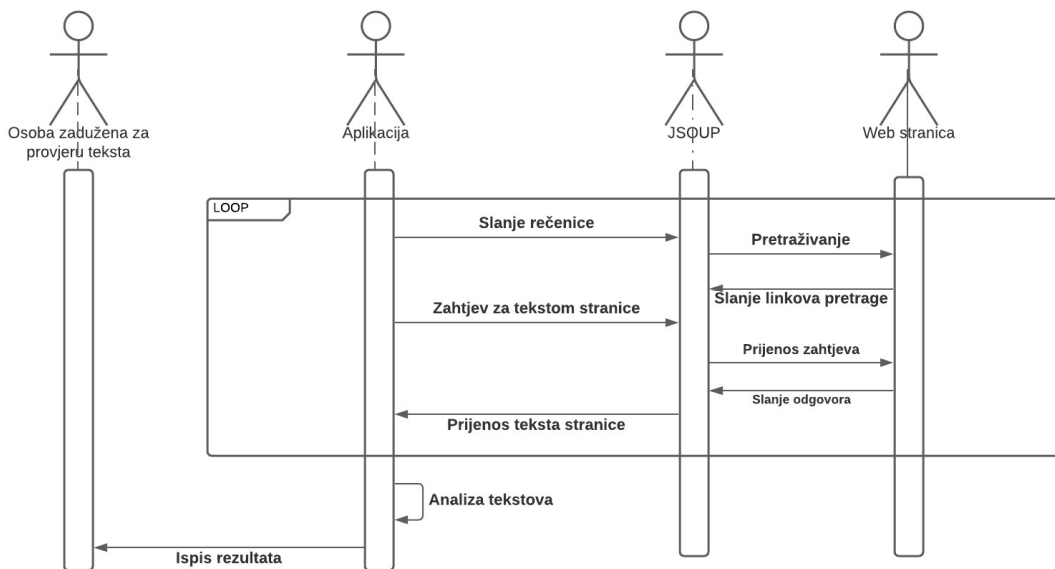 Osoba zadužena za
provjeru teksta
Aplikacija
JSOUP
Web stranica
LOOP
Slanje rečenice
Pretraživanje
Slanje linkova pretrage
Zahtjev za tekstom stranice
Prijenos zahtjeva
Slanje odgovora
Prijenos teksta stranice
Analiza tekstova
Ispis rezultata